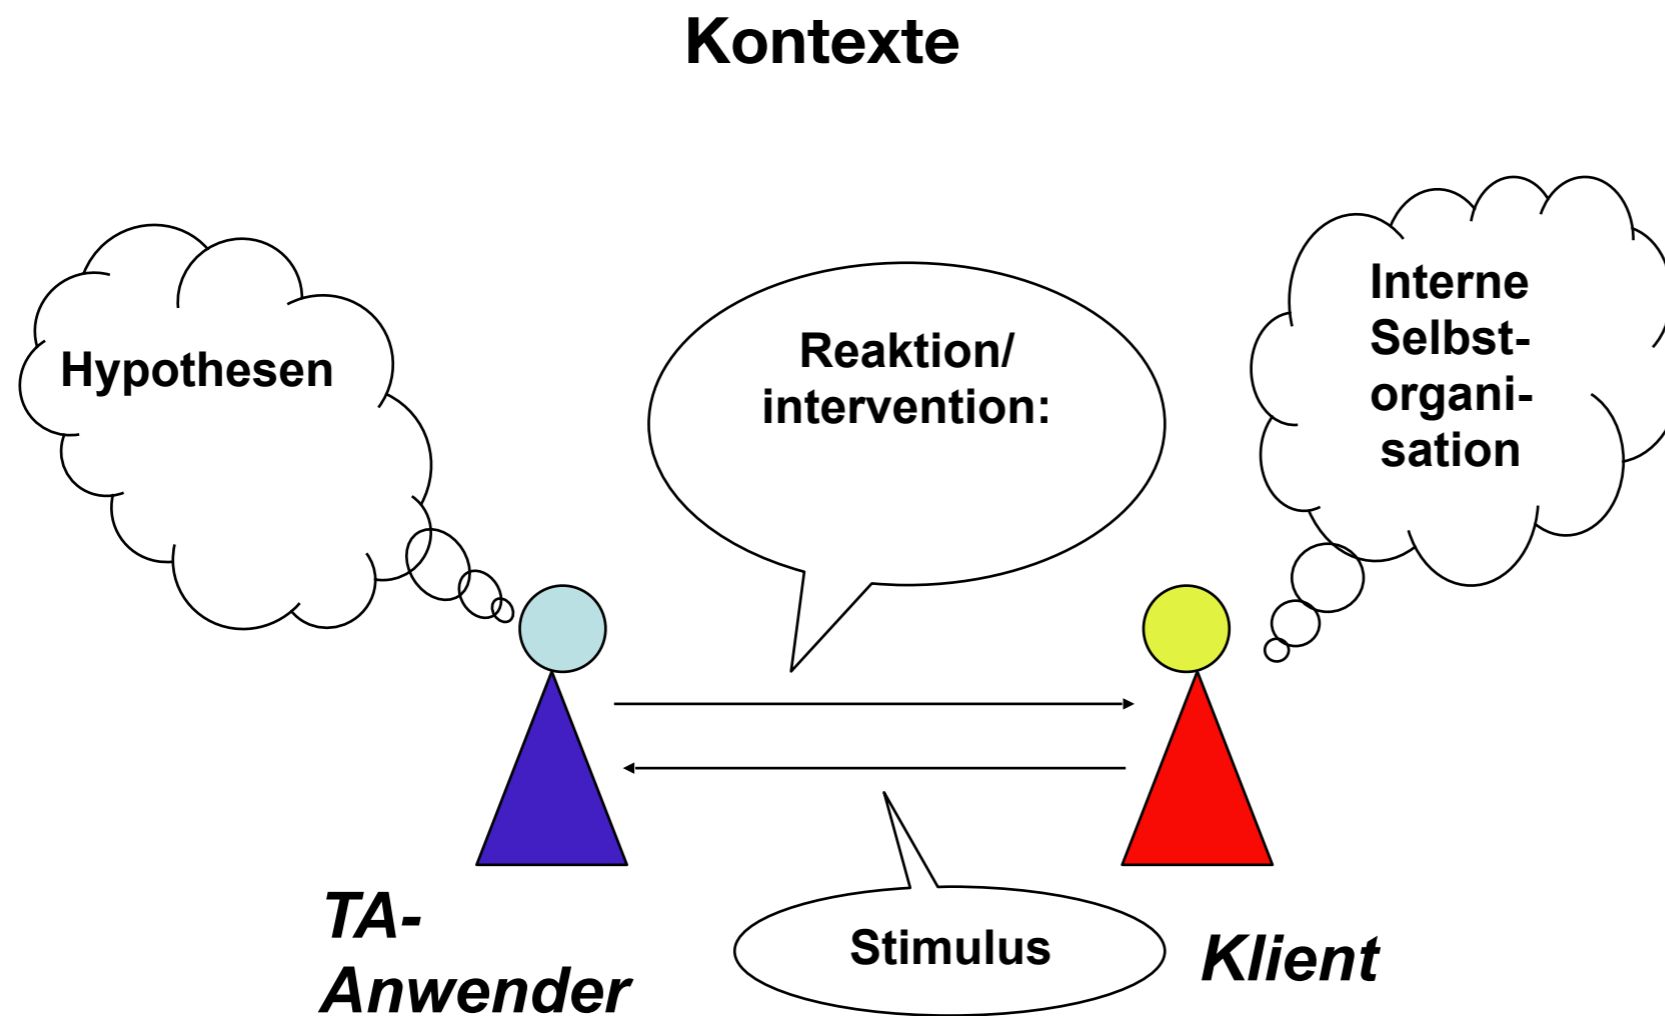 Kontexte
Hypothesen
Reaktion/
intervention:
Interne
Selbst-
organi-
sation
Stimulus
TA-
Anwender
Klient